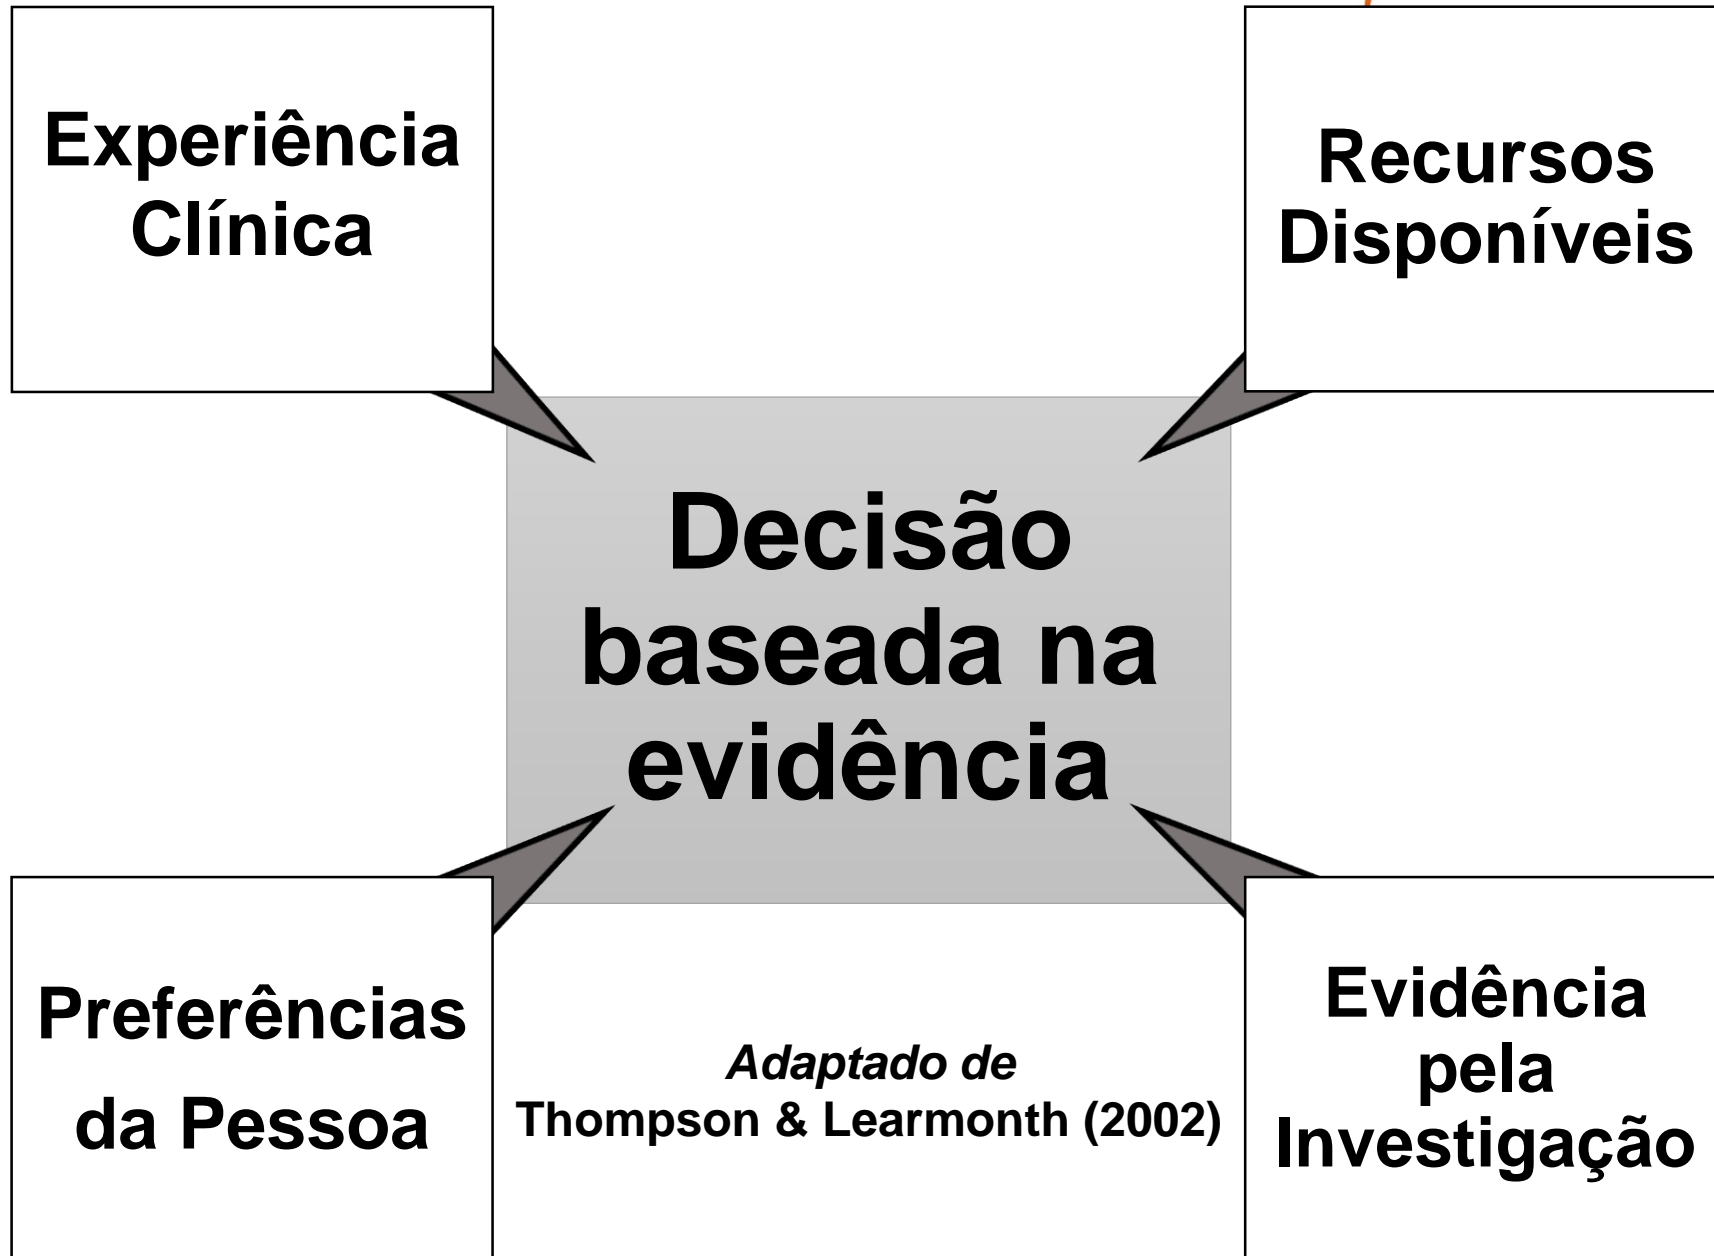 Experiência
Clínica
Recursos
Disponíveis
Decisão
baseada na
evidência
Preferências
da Pessoa
Adaptado de
Thompson & Learmonth (2002)
Evidência
pela
Investigação